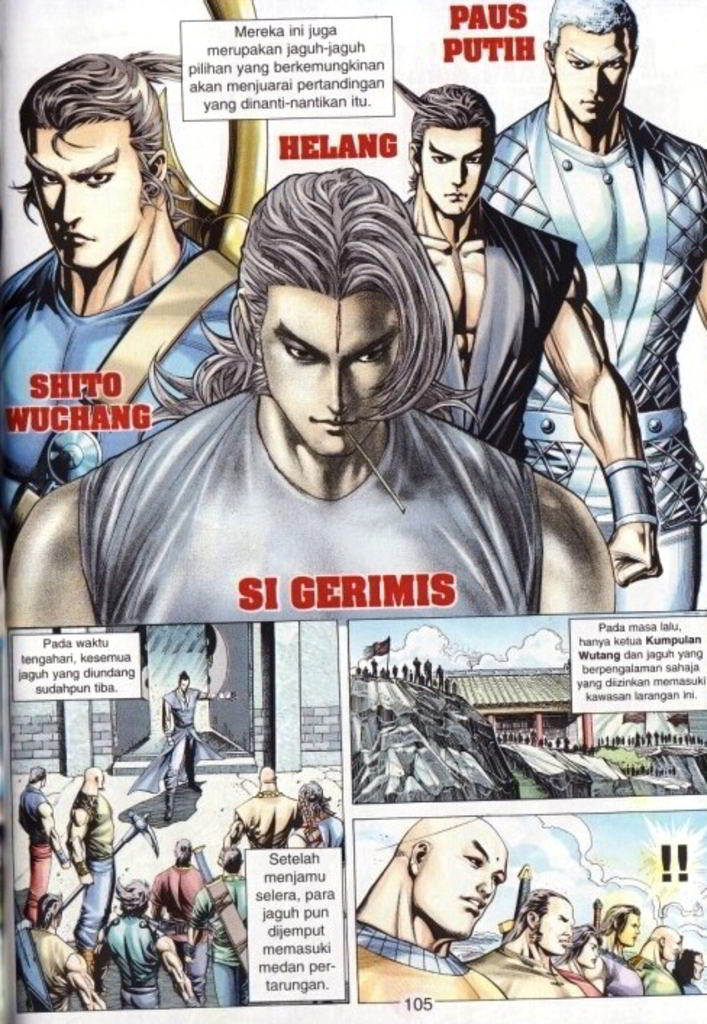 Mereka ini juga
merupakan jaguh-jaguh
pilihan yang berkemungkinan
akan menjuarai pertandingan
yang dinanti-nantikan itu.
PAUS
PUTIH
HELANG
SHITO
WUCHANG
SI GERIMIS
Pada waktu
tengahari, kesemua
jaguh yang diundang
sudahpun tiba.
Setelah
menjamu
selera, para
jaguh pun
dijemput
memasuki
medan per-
tarungan.
Pada masa lalu,
hanya ketua Kumpulan
Wutang dan jaguh yang
berpengalaman sahaja
yang diizinkan memasuki
kawasan larangan ini.
!!
105